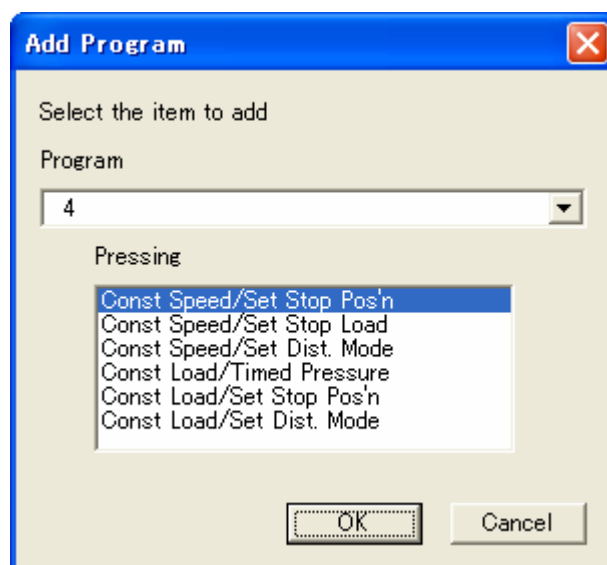 Add Program
Select the item to add
Program
4
Pressing
Const Speed/Set Stop Pos'n
Const Speed/Set Stop Load
Const Speed/Set Dist. Mode
Const Load/Timed Pressure
Const Load/Set Stop Pos'n
Const Load/Set Dist. Mode
OK Cancel